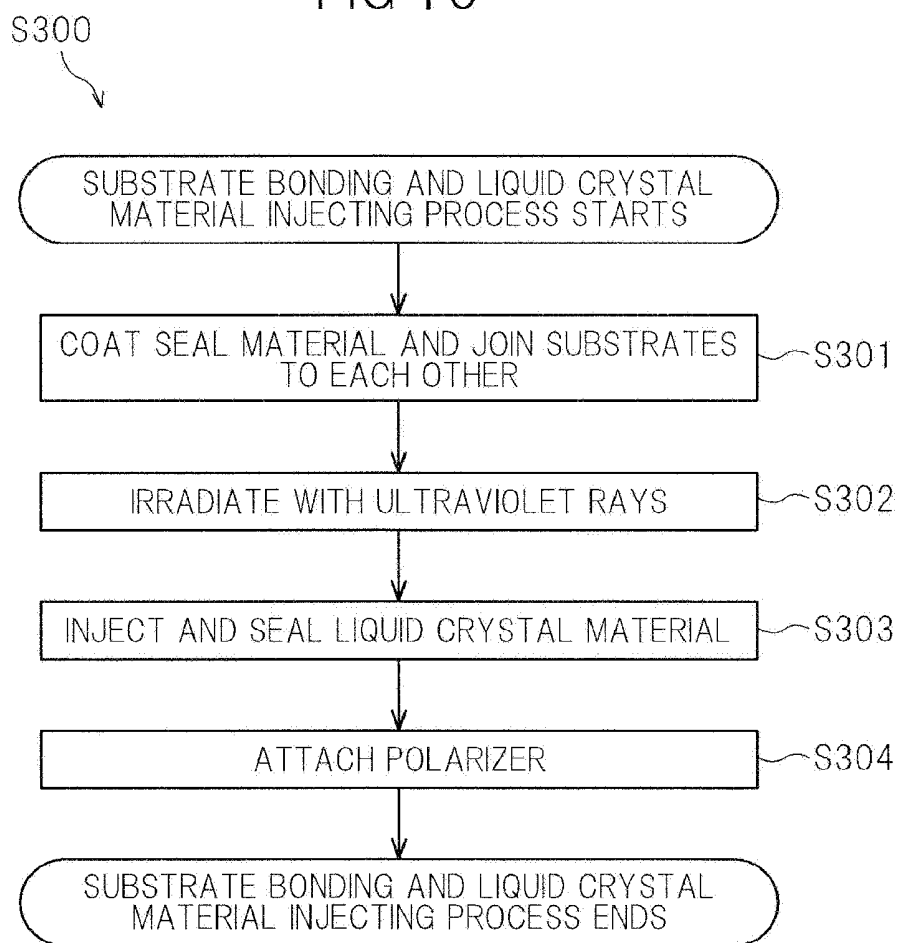 S300
SUBSTRATE BONDING AND LIQUID CRYSTAL
MATERIAL INJECTING PROCESS STARTS
COAT SEAL MATERIAL AND JOIN SUBSTRATES
TO EACH OTHER
S301
IRRADIATE WITH ULTRAVIOLET RAYS
S302
INJECT AND SEAL LIQUID CRYSTAL MATERIAL
S303
ATTACH POLARIZER
S304
SUBSTRATE BONDING AND LIQUID CRYSTAL
MATERIAL INJECTING PROCESS ENDS